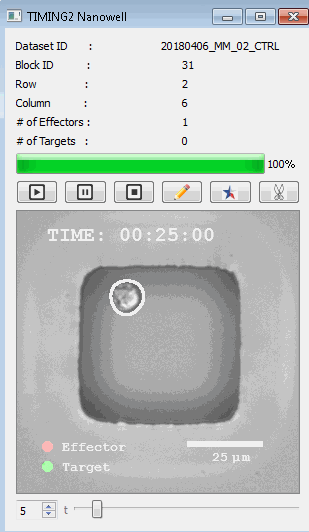 TIMING2 Nanowell
Dataset ID : 20180406_MM_02_CTRL
Block ID : 31
Row : 2
Column : 6
# of Effectors : 1
# of Targets : 0
100%
TIME: 00:25:00
Effector
Target
25 µm
5
t